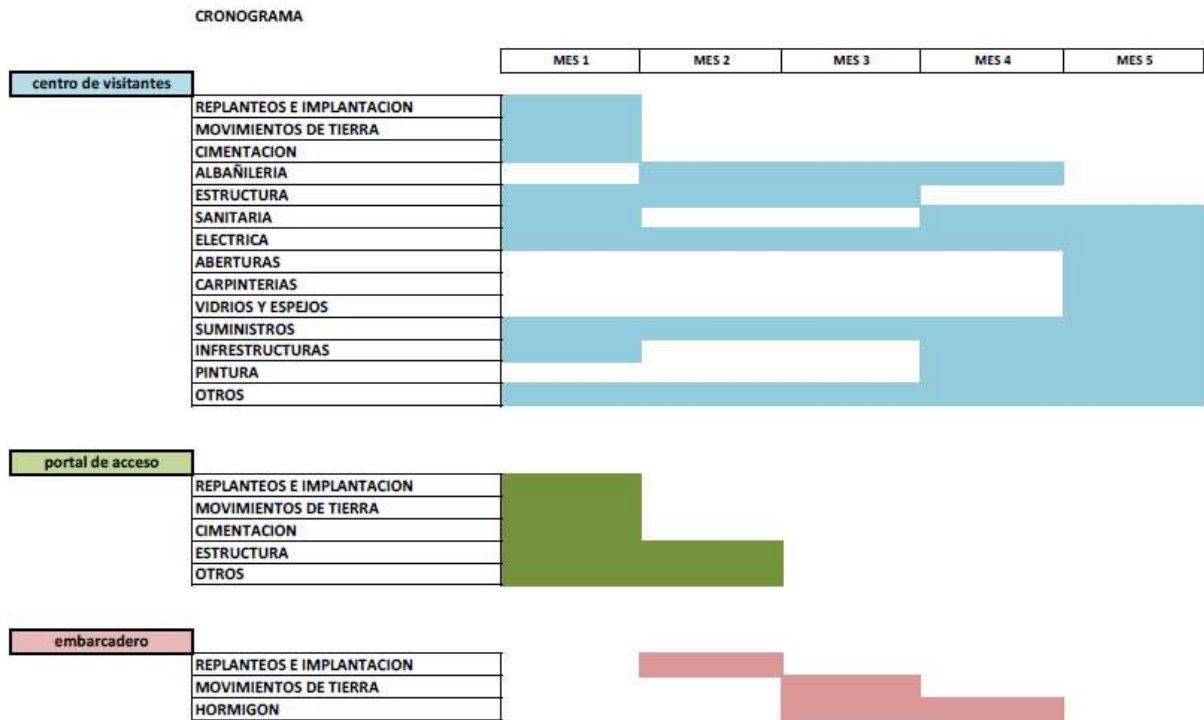 CRONOGRAMA
MES 1 MES 2 MES 3 MES 4 MES 5
centro de visitantes
REPLANTEOS E IMPLANTACION
MOVIMIENTOS DE TIERRA
CIMENTACION
ALBAÑILERIA
ESTRUCTURA
SANITARIA
ELECTRICA
ABERTURAS
CARPINTERIAS
VIDRIOS Y ESPEJOS
SUMINISTROS
INFRESTRUCTURAS
PINTURA
OTROS
portal de acceso
REPLANTEOS E IMPLANTACION
MOVIMIENTOS DE TIERRA
CIMENTACION
ESTRUCTURA
OTROS
embarcadero
REPLANTEOS E IMPLANTACION
MOVIMIENTOS DE TIERRA
HORMIGON